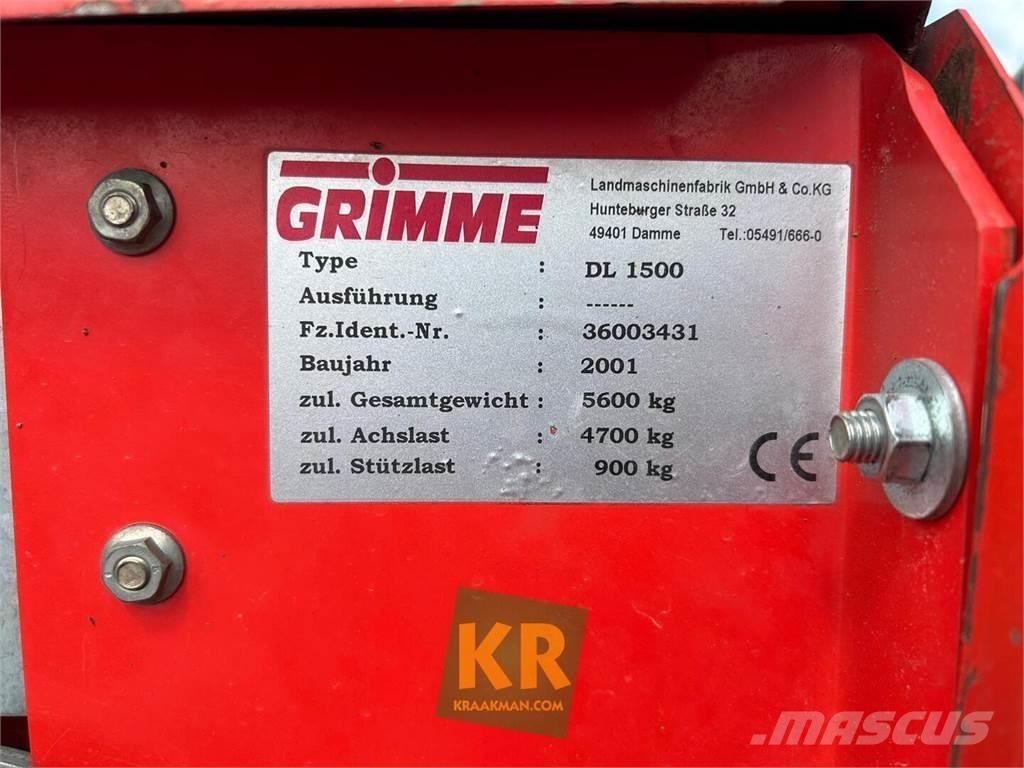 GRIMME
Landmaschinenfabrik GmbH & Co.KG
Hunteburger Straße 32
49401 Damme Tel.:05491/666-0
Type : DL 1500
Ausführung : ------
Fz.Ident.-Nr. : 36003431
Baujahr : 2001
zul. Gesamtgewicht : 5600 kg
zul. Achslast : 4700 kg
zul. Stützlast : 900 kg
CE
KR
KRAAKMAN.COM
MASCUS